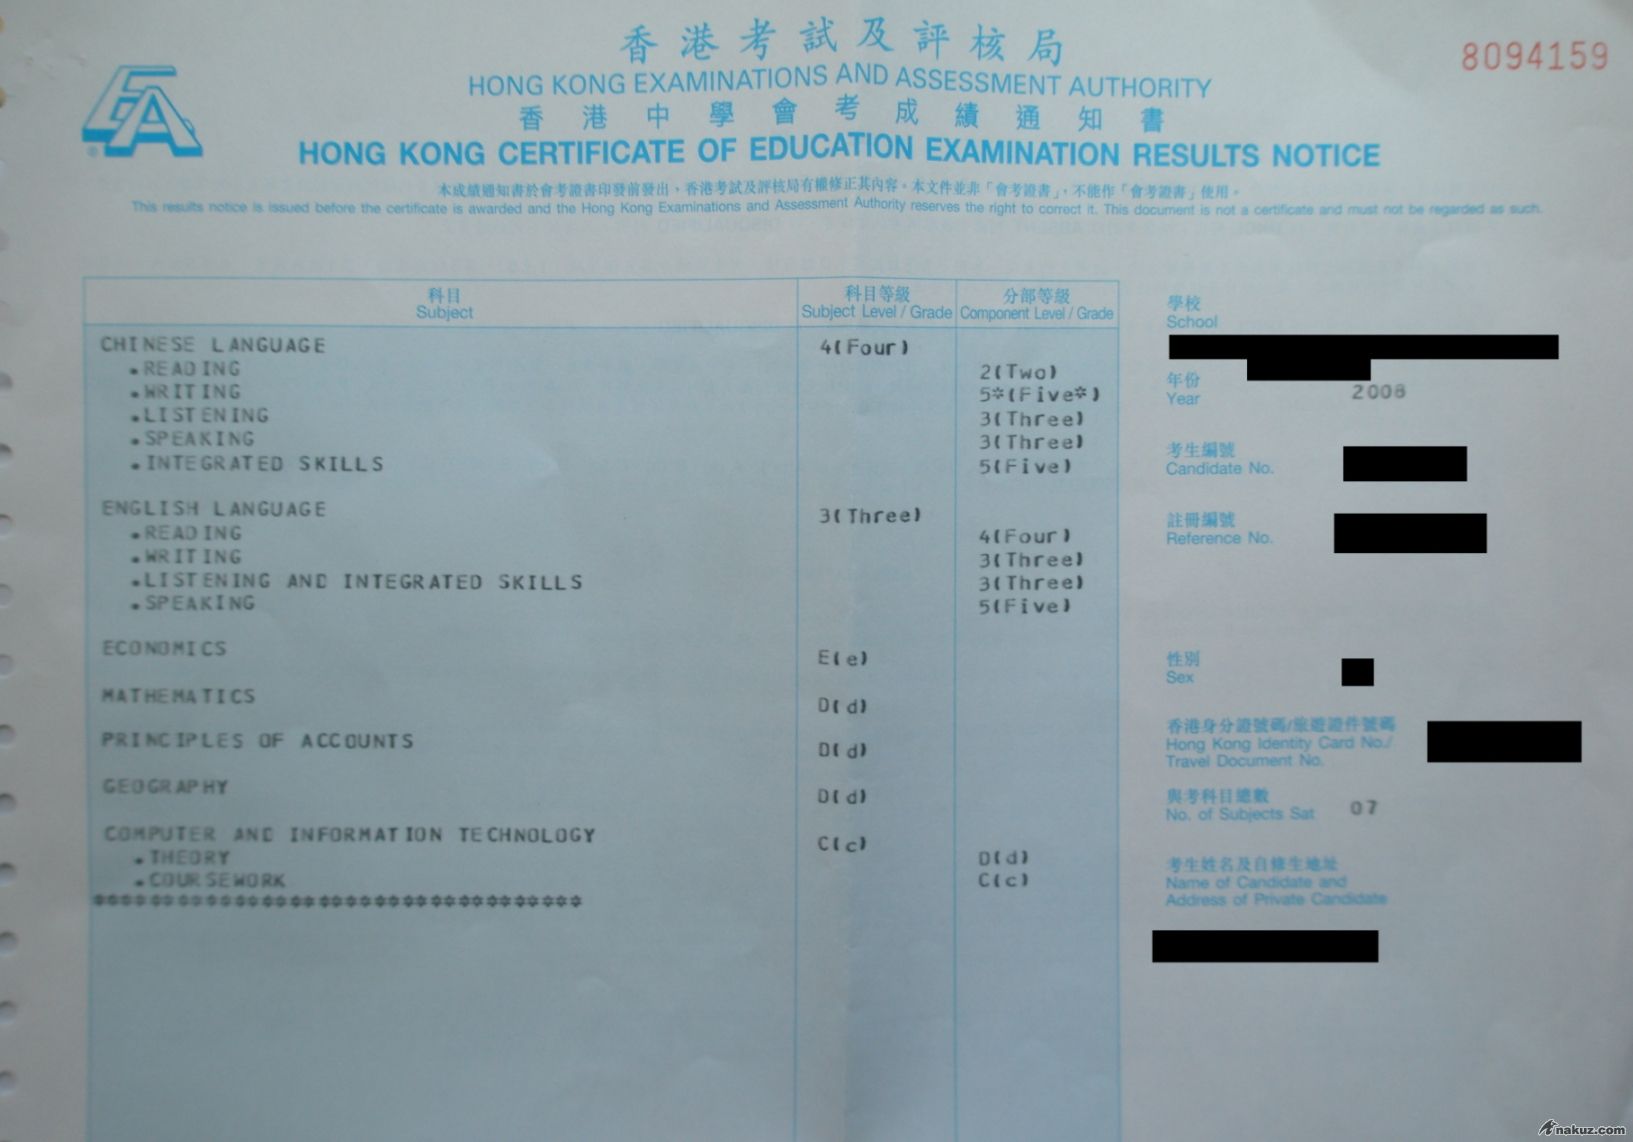 香港考試及評核局
HONG KONG EXAMINATIONS AND ASSESSMENT AUTHORITY
8094159
EA
香港中學會考成績通知書
HONG KONG CERTIFICATE OF EDUCATION EXAMINATION RESULTS NOTICE
本成績通知書於會考證書印發前發出，香港考試及評核局有權修正其內容。本文件並非「會考證書」，不能作「會考證書」使用。
This results notice is issued before the certificate is awarded and the Hong Kong Examinations and Assessment Authority reserves the right to correct it. This document is not a certificate and must not be regarded as such.
科目 科目等級 分部等級
Subject Subject Level / Grade Component Level / Grade
CHINESE LANGUAGE 4(Four)
.READING 2(Two)
.WRITING 5*(Five*)
.LISTENING 3(Three)
.SPEAKING 3(Three)
.INTEGRATED SKILLS 5(Five)
ENGLISH LANGUAGE 3(Three)
.READING 4(Four)
.WRITING 3(Three)
.LISTENING AND INTEGRATED SKILLS 3(Three)
.SPEAKING 5(Five)
ECONOMICS E(e)
MATHEMATICS D(d)
PRINCIPLES OF ACCOUNTS D(d)
GEOGRAPHY D(d)
COMPUTER AND INFORMATION TECHNOLOGY C(c)
.THEORY D(d)
.COURSEWORK C(c)
***********************************
學校
School
年份
Year 2008
考生編號
Candidate No.
註冊編號
Reference No.
性別
Sex
香港身分證號碼/旅遊證件號碼
Hong Kong Identity Card No./
Travel Document No.
與考科目總數
No. of Subjects Sat 07
考生姓名及自修生地址
Name of Candidate and
Address of Private Candidate
nakuz.com